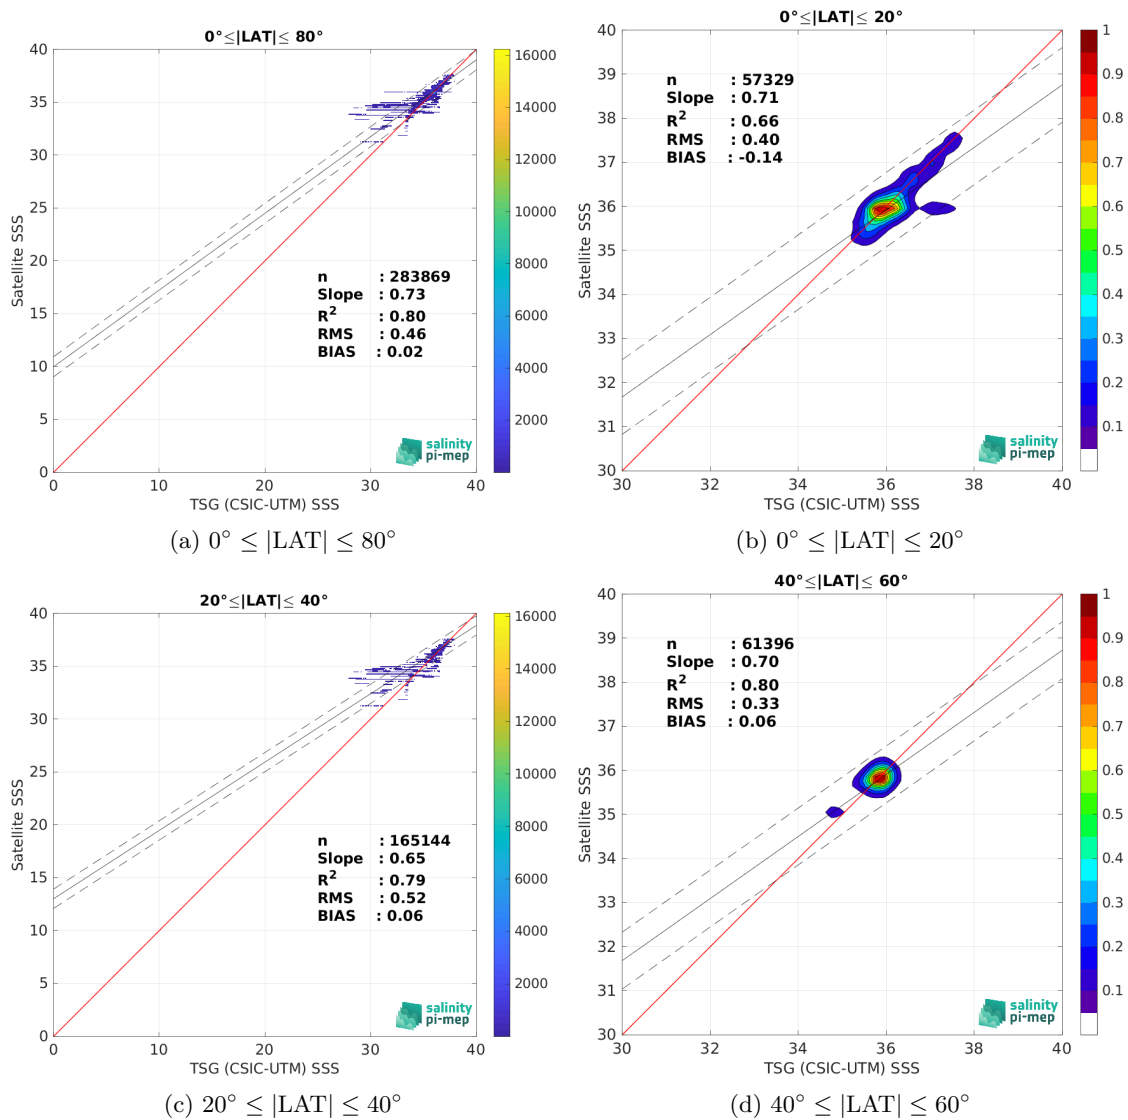 0°≤|LAT|≤ 80°
40
35
30
25
20
15
10
5
0
Satellite SSS
n : 283869
Slope : 0.73
R² : 0.80
RMS : 0.46
BIAS : 0.02
salinity
pi-mep
0 10 20 30 40
TSG (CSIC-UTM) SSS
16000
14000
12000
10000
8000
6000
4000
2000
(a) 0° ≤ |LAT| ≤ 80°
0°≤|LAT|≤ 20°
40
39
38
37
36
35
34
33
32
31
30
Satellite SSS
n : 57329
Slope : 0.71
R² : 0.66
RMS : 0.40
BIAS : -0.14
salinity
pi-mep
30 32 34 36 38 40
TSG (CSIC-UTM) SSS
1
0.9
0.8
0.7
0.6
0.5
0.4
0.3
0.2
0.1
(b) 0° ≤ |LAT| ≤ 20°
20°≤|LAT|≤ 40°
40
35
30
25
20
15
10
5
0
Satellite SSS
n : 165144
Slope : 0.65
R² : 0.79
RMS : 0.52
BIAS : 0.06
salinity
pi-mep
0 10 20 30 40
TSG (CSIC-UTM) SSS
16000
14000
12000
10000
8000
6000
4000
2000
0
(c) 20° ≤ |LAT| ≤ 40°
40°≤|LAT|≤ 60°
40
39
38
37
36
35
34
33
32
31
30
Satellite SSS
n : 61396
Slope : 0.70
R² : 0.80
RMS : 0.33
BIAS : 0.06
salinity
pi-mep
30 32 34 36 38 40
TSG (CSIC-UTM) SSS
1
0.9
0.8
0.7
0.6
0.5
0.4
0.3
0.2
0.1
(d) 40° ≤ |LAT| ≤ 60°